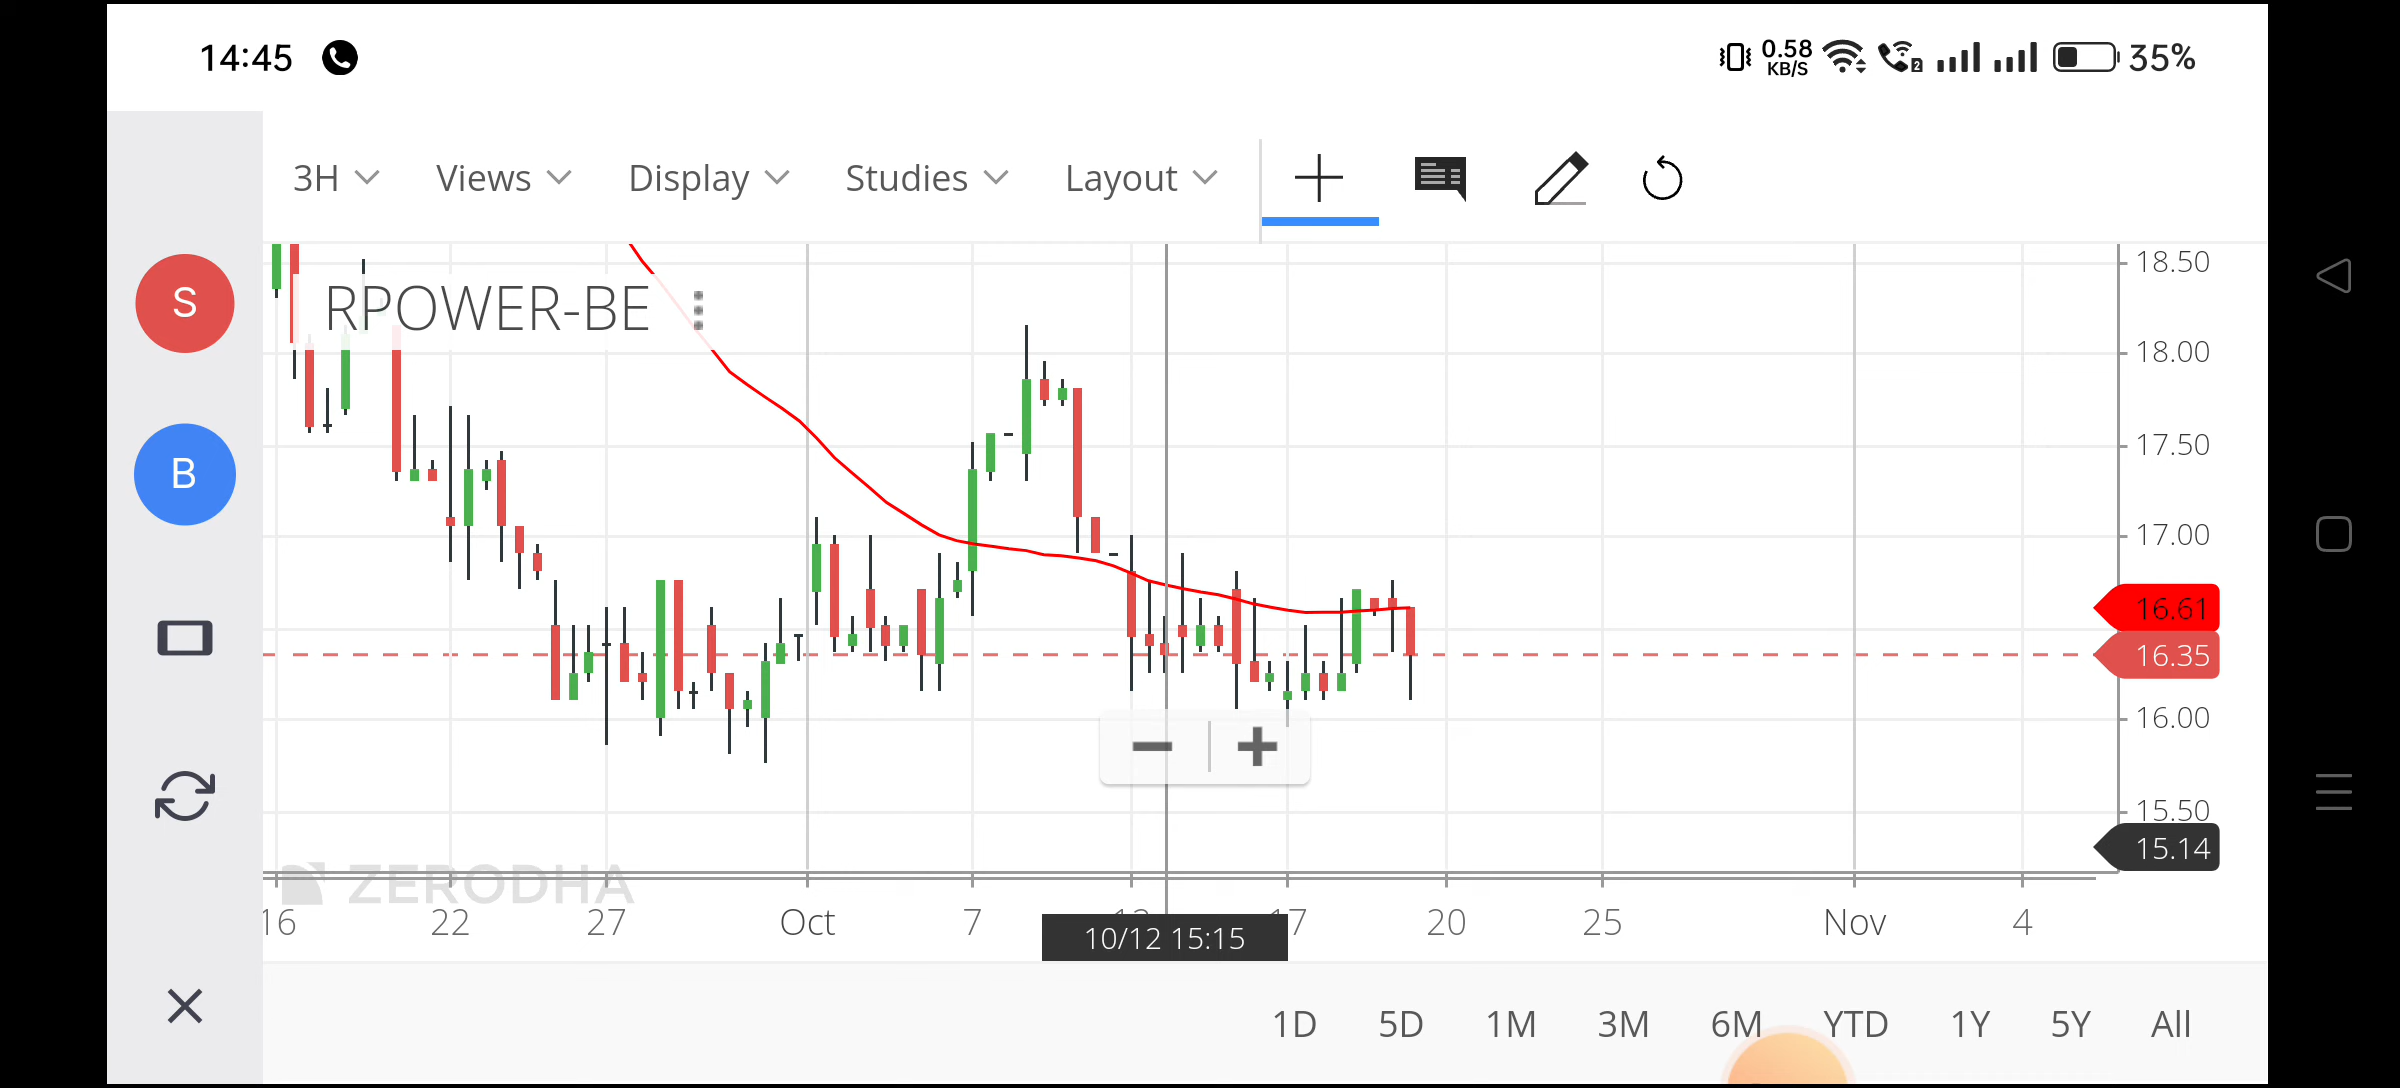 14:45
0.58
KB/S
2
35%
3H
Views
Display
Studies
Layout
S
B
RPOWER-BE
18.50
18.00
17.50
17.00
16.61
16.35
16.00
15.50
15.14
ZERODHA
16
22
27
Oct
7
17
20
25
Nov
4
10/12 15:15
1D
5D
1M
3M
6M
YTD
1Y
5Y
All